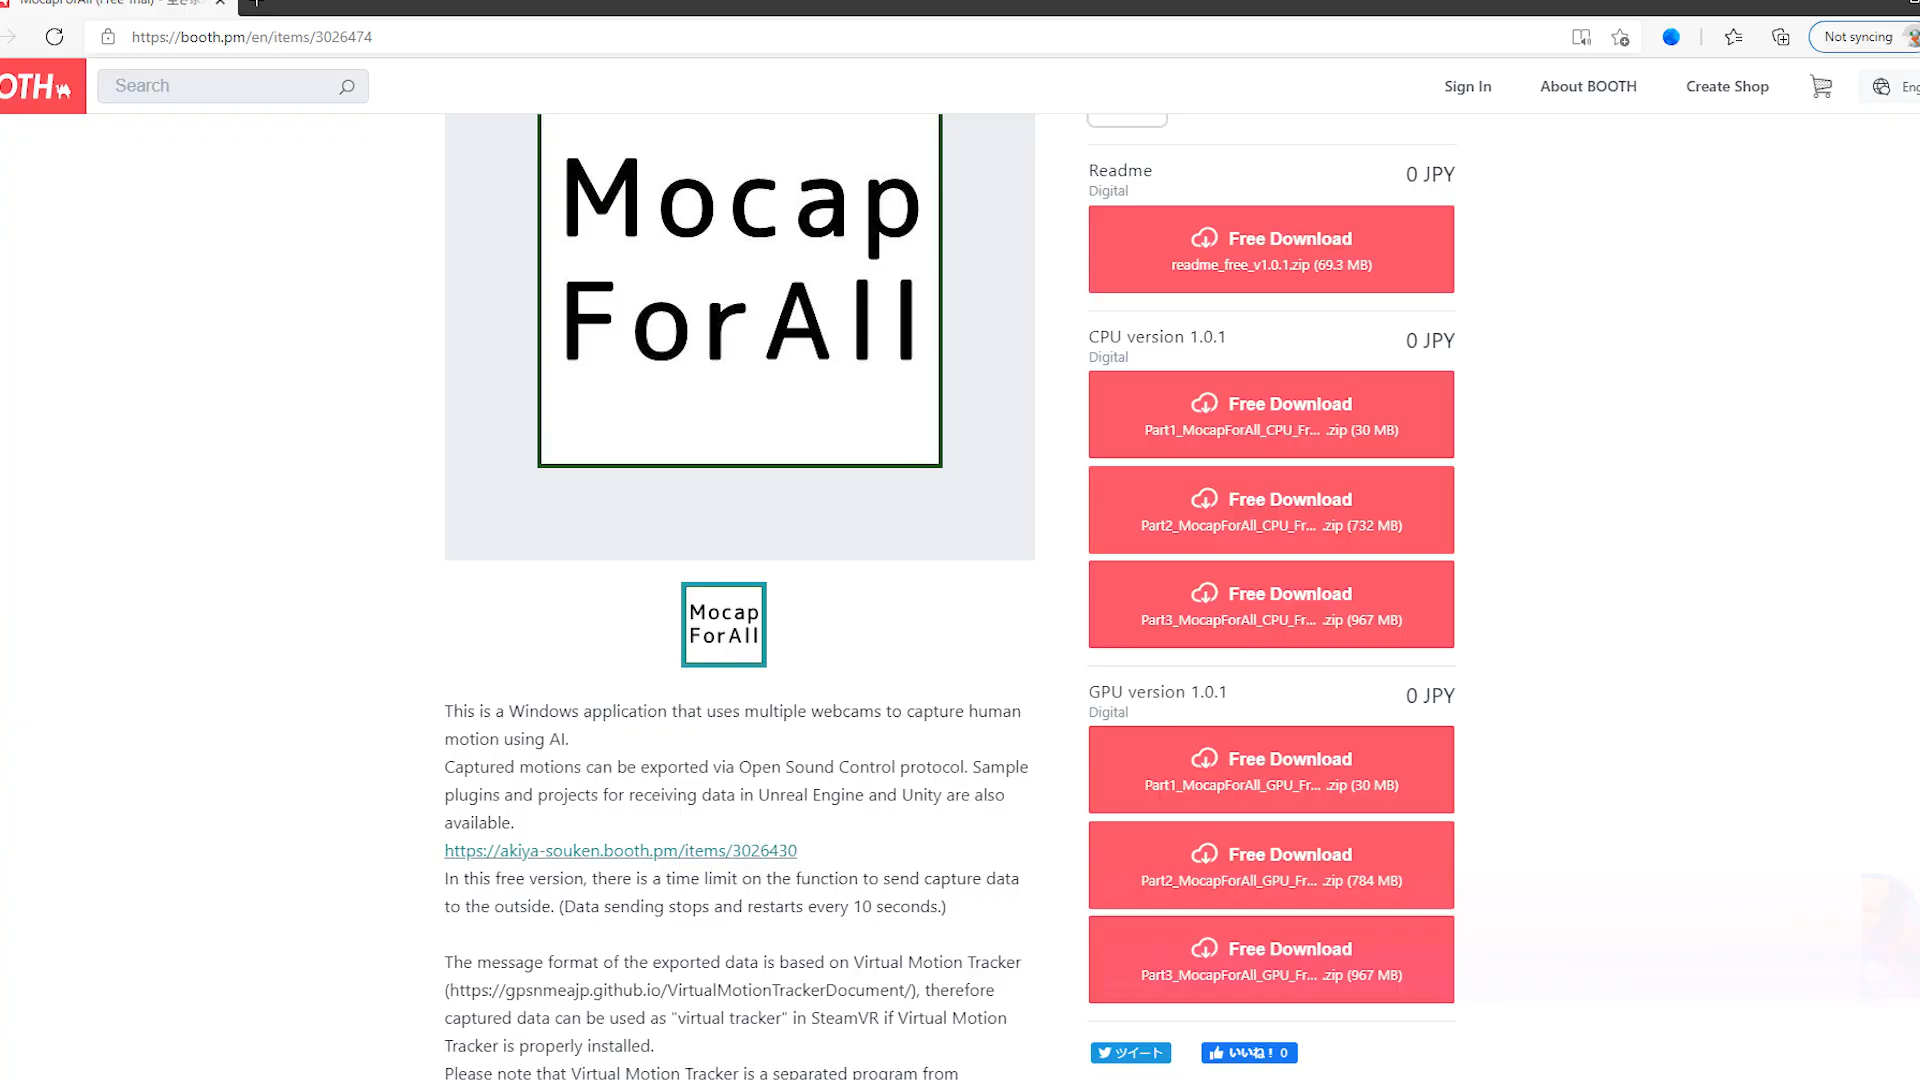 MocapForAll (Free Trial) -
https://booth.pm/en/items/3026474
Not syncing
OTH
Search
Sign In
About BOOTH
Create Shop
Eng
Mocap
ForAll
Mocap
ForAll
This is a Windows application that uses multiple webcams to capture human
motion using AI.
Captured motions can be exported via Open Sound Control protocol. Sample
plugins and projects for receiving data in Unreal Engine and Unity are also
available.
https://akiya-souken.booth.pm/items/3026430
In this free version, there is a time limit on the function to send capture data
to the outside. (Data sending stops and restarts every 10 seconds.)
The message format of the exported data is based on Virtual Motion Tracker
(https://gpsnmeajp.github.io/VirtualMotionTrackerDocument/), therefore
captured data can be used as "virtual tracker" in SteamVR if Virtual Motion
Tracker is properly installed.
Please note that Virtual Motion Tracker is a separated program from
Readme
0 JPY
Digital
Free Download
readme_free_v1.0.1.zip (69.3 MB)
CPU version 1.0.1
0 JPY
Digital
Free Download
Part1_MocapForAll_CPU_Fr... .zip (30 MB)
Free Download
Part2_MocapForAll_CPU_Fr... .zip (732 MB)
Free Download
Part3_MocapForAll_CPU_Fr... .zip (967 MB)
GPU version 1.0.1
0 JPY
Digital
Free Download
Part1_MocapForAll_GPU_Fr... .zip (30 MB)
Free Download
Part2_MocapForAll_GPU_Fr... .zip (784 MB)
Free Download
Part3_MocapForAll_GPU_Fr... .zip (967 MB)
ツイート
いいね！ 0